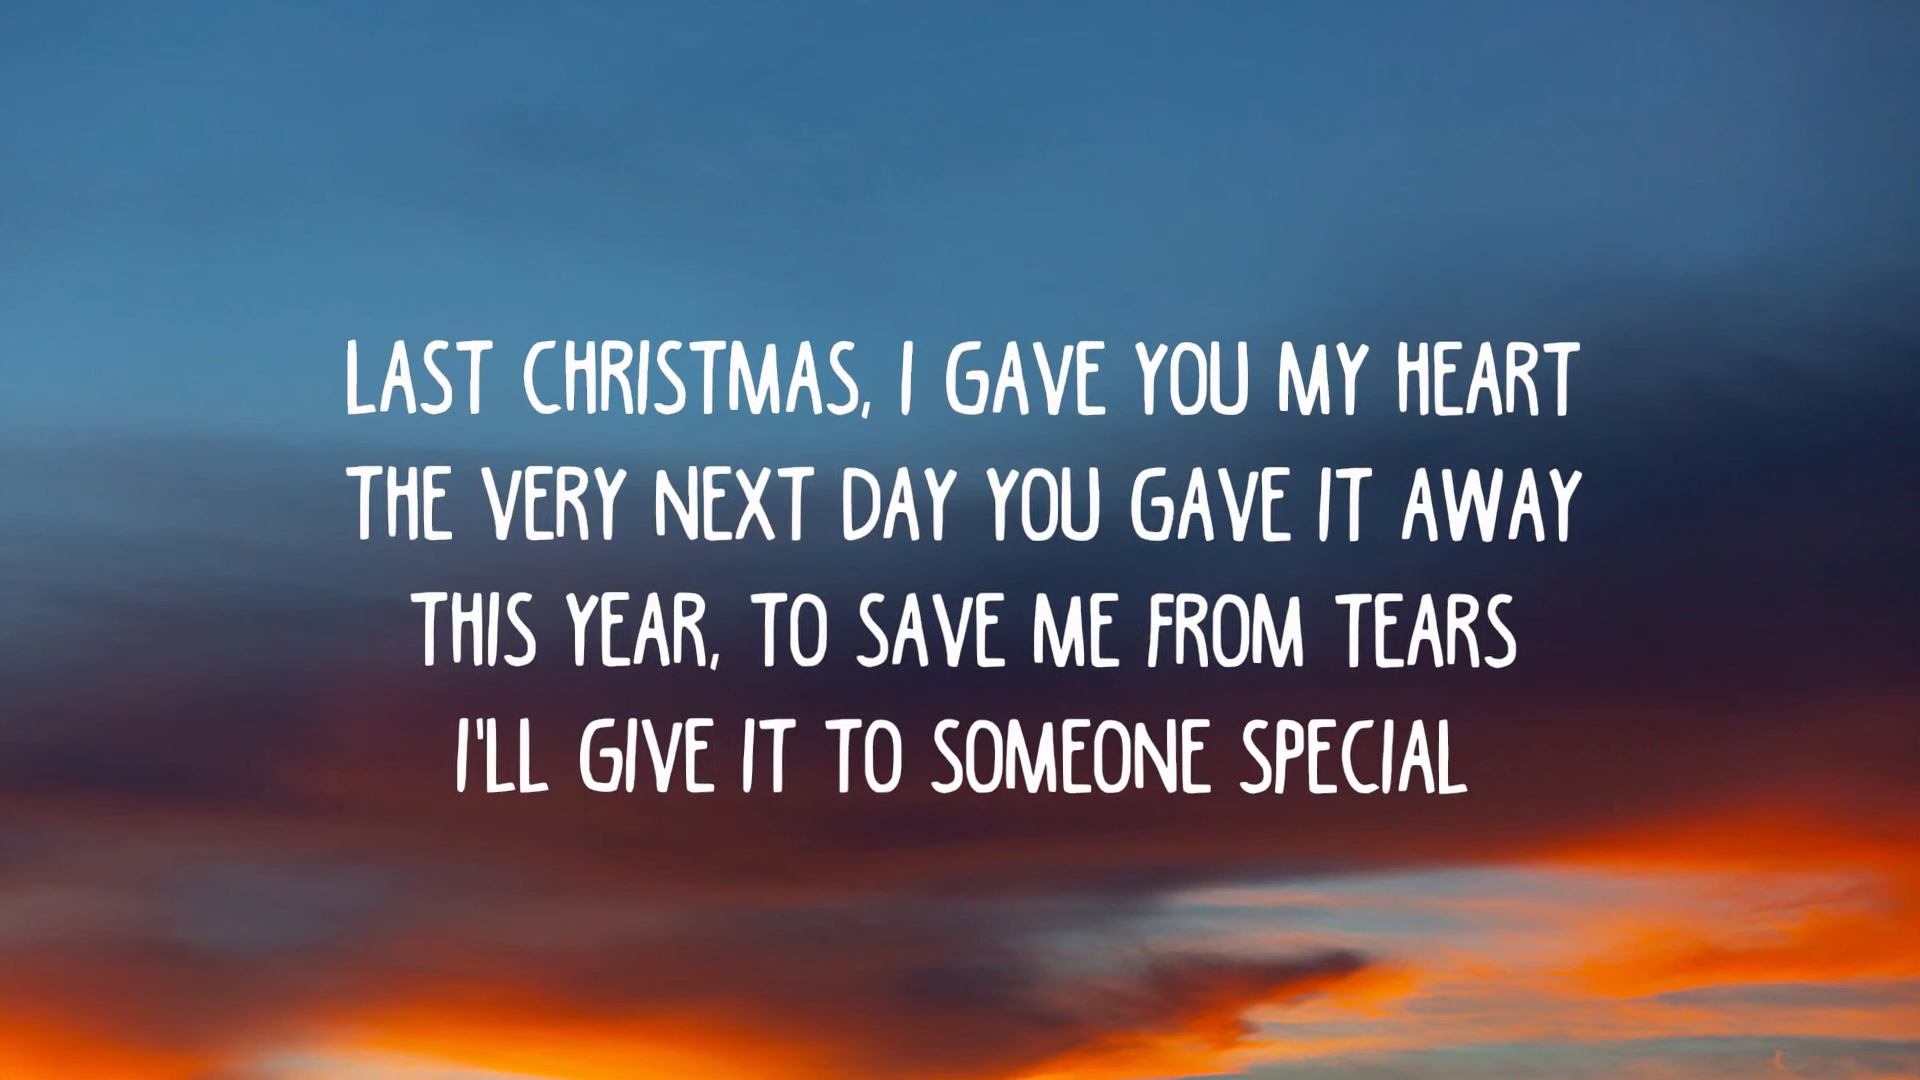 LAST CHRISTMAS, I GAVE YOU MY HEART
THE VERY NEXT DAY YOU GAVE IT AWAY
THIS YEAR, TO SAVE ME FROM TEARS
I'LL GIVE IT TO SOMEONE SPECIAL